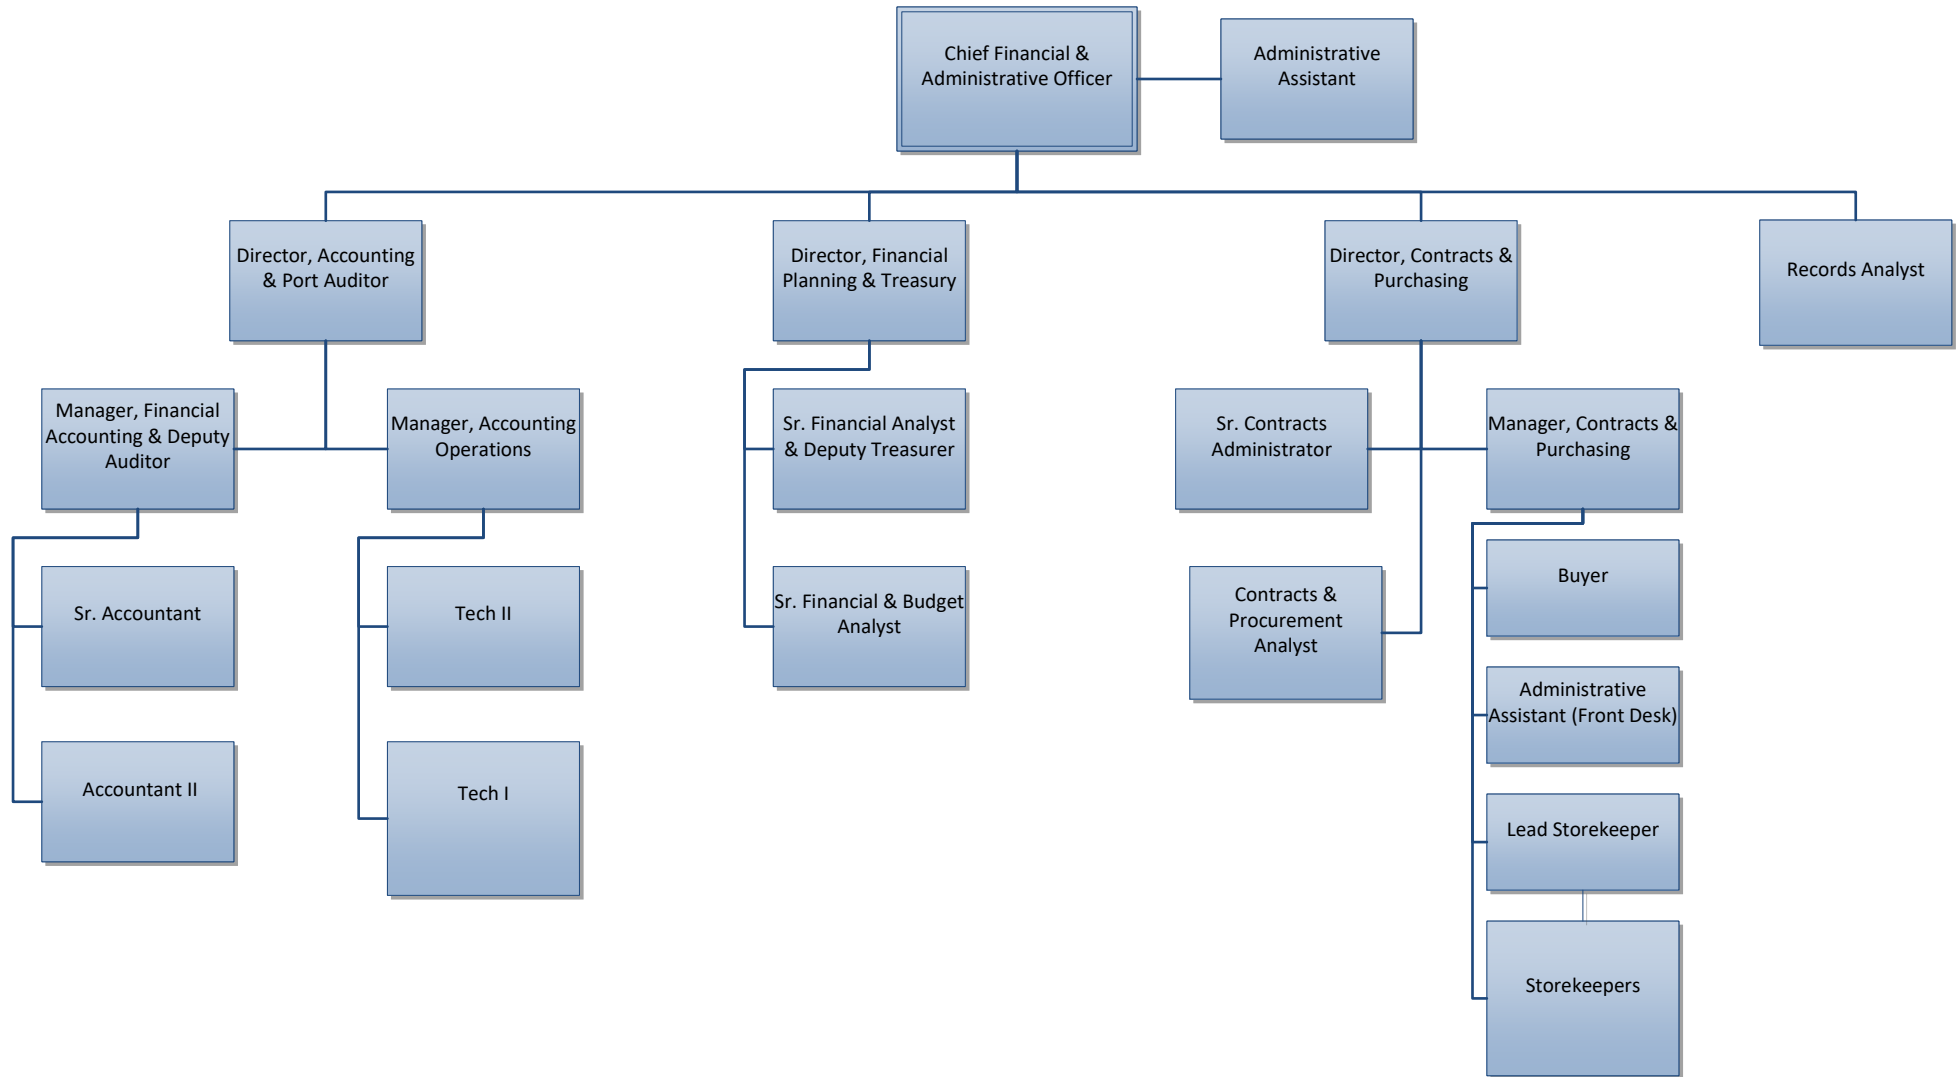 Chief Financial &
Administrative Officer
Administrative
Assistant
Director, Accounting
& Port Auditor
Director, Financial
Planning & Treasury
Director, Contracts &
Purchasing
Records Analyst
Manager, Financial
Accounting & Deputy
Auditor
Manager, Accounting
Operations
Sr. Financial Analyst
& Deputy Treasurer
Sr. Contracts
Administrator
Manager, Contracts &
Purchasing
Sr. Accountant
Tech II
Sr. Financial & Budget
Analyst
Contracts &
Procurement
Analyst
Buyer
Administrative
Assistant (Front Desk)
Accountant II
Tech I
Lead Storekeeper
Storekeepers